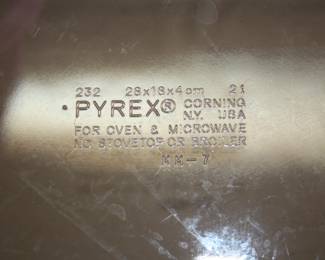 232 28x18x4cm 21
PYREX® CORNING
N.Y. USA
FOR OVEN & MICROWAVE
NO STOVETOP OR BROILER
MM-7